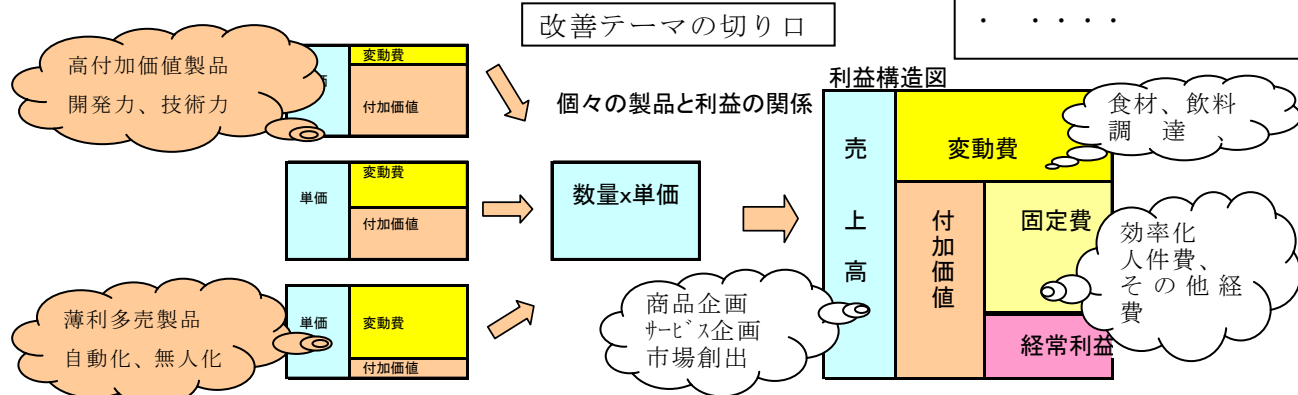 改善テーマの切り口
・ ・・・・
高付加価値製品
開発力、技術力
変動費
付加価値
個々の製品と利益の関係
利益構造図
単価
変動費
付加価値
数量x単価
薄利多売製品
自動化、無人化
単価
変動費
付加価値
商品企画
ｻｰﾋﾞｽ企画
市場創出
売上高
変動費
付加価値
固定費
経常利益
食材、飲料
調 達
効率化
人件費、
その他経
費